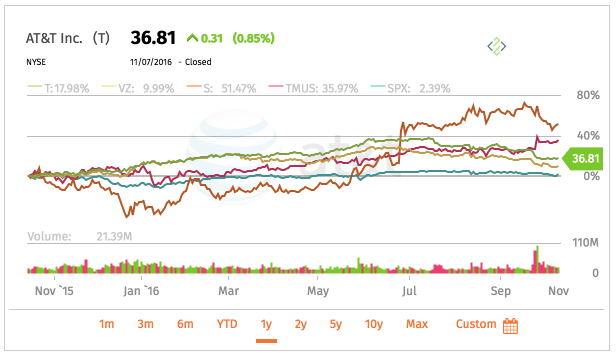 AT&T Inc. (T) 36.81 0.31 (0.85%)
NYSE 11/07/2016 - Closed
T:17.98% VZ: 9.99% S: 51.47% TMUS: 35.97% SPX: 2.39%
80%
40%
36.81
0%
Volume: 21.39M
110M
0
Nov `15 Jan `16 Mar May Jul Sep Nov
1m 3m 6m YTD 1y 2y 5y 10y Max Custom